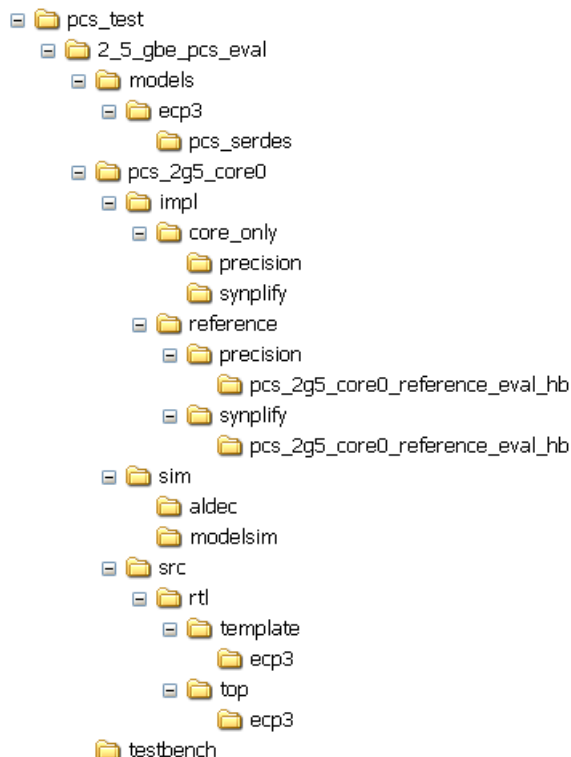 pcs_test
2_5_gbe_pcs_eval
models
ecp3
pcs_serdes
pcs_2g5_core0
impl
core_only
precision
synplify
reference
precision
pcs_2g5_core0_reference_eval_hb
synplify
pcs_2g5_core0_reference_eval_hb
sim
aldec
modelsim
src
rtl
template
ecp3
top
ecp3
testbench